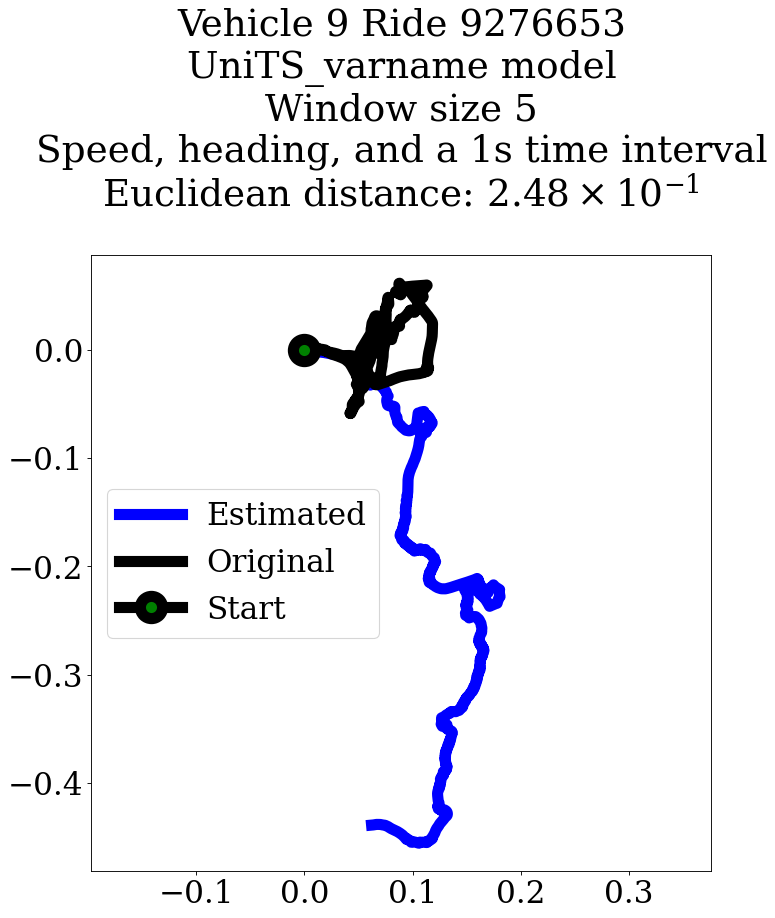 Vehicle 9 Ride 9276653
UniTS_varname model
Window size 5
Speed, heading, and a 1s time interval
Euclidean distance: $2.48 \times 10^{-1}$
0.0
−0.1
−0.2
−0.3
−0.4
Estimated
Original
Start
−0.1 0.0 0.1 0.2 0.3